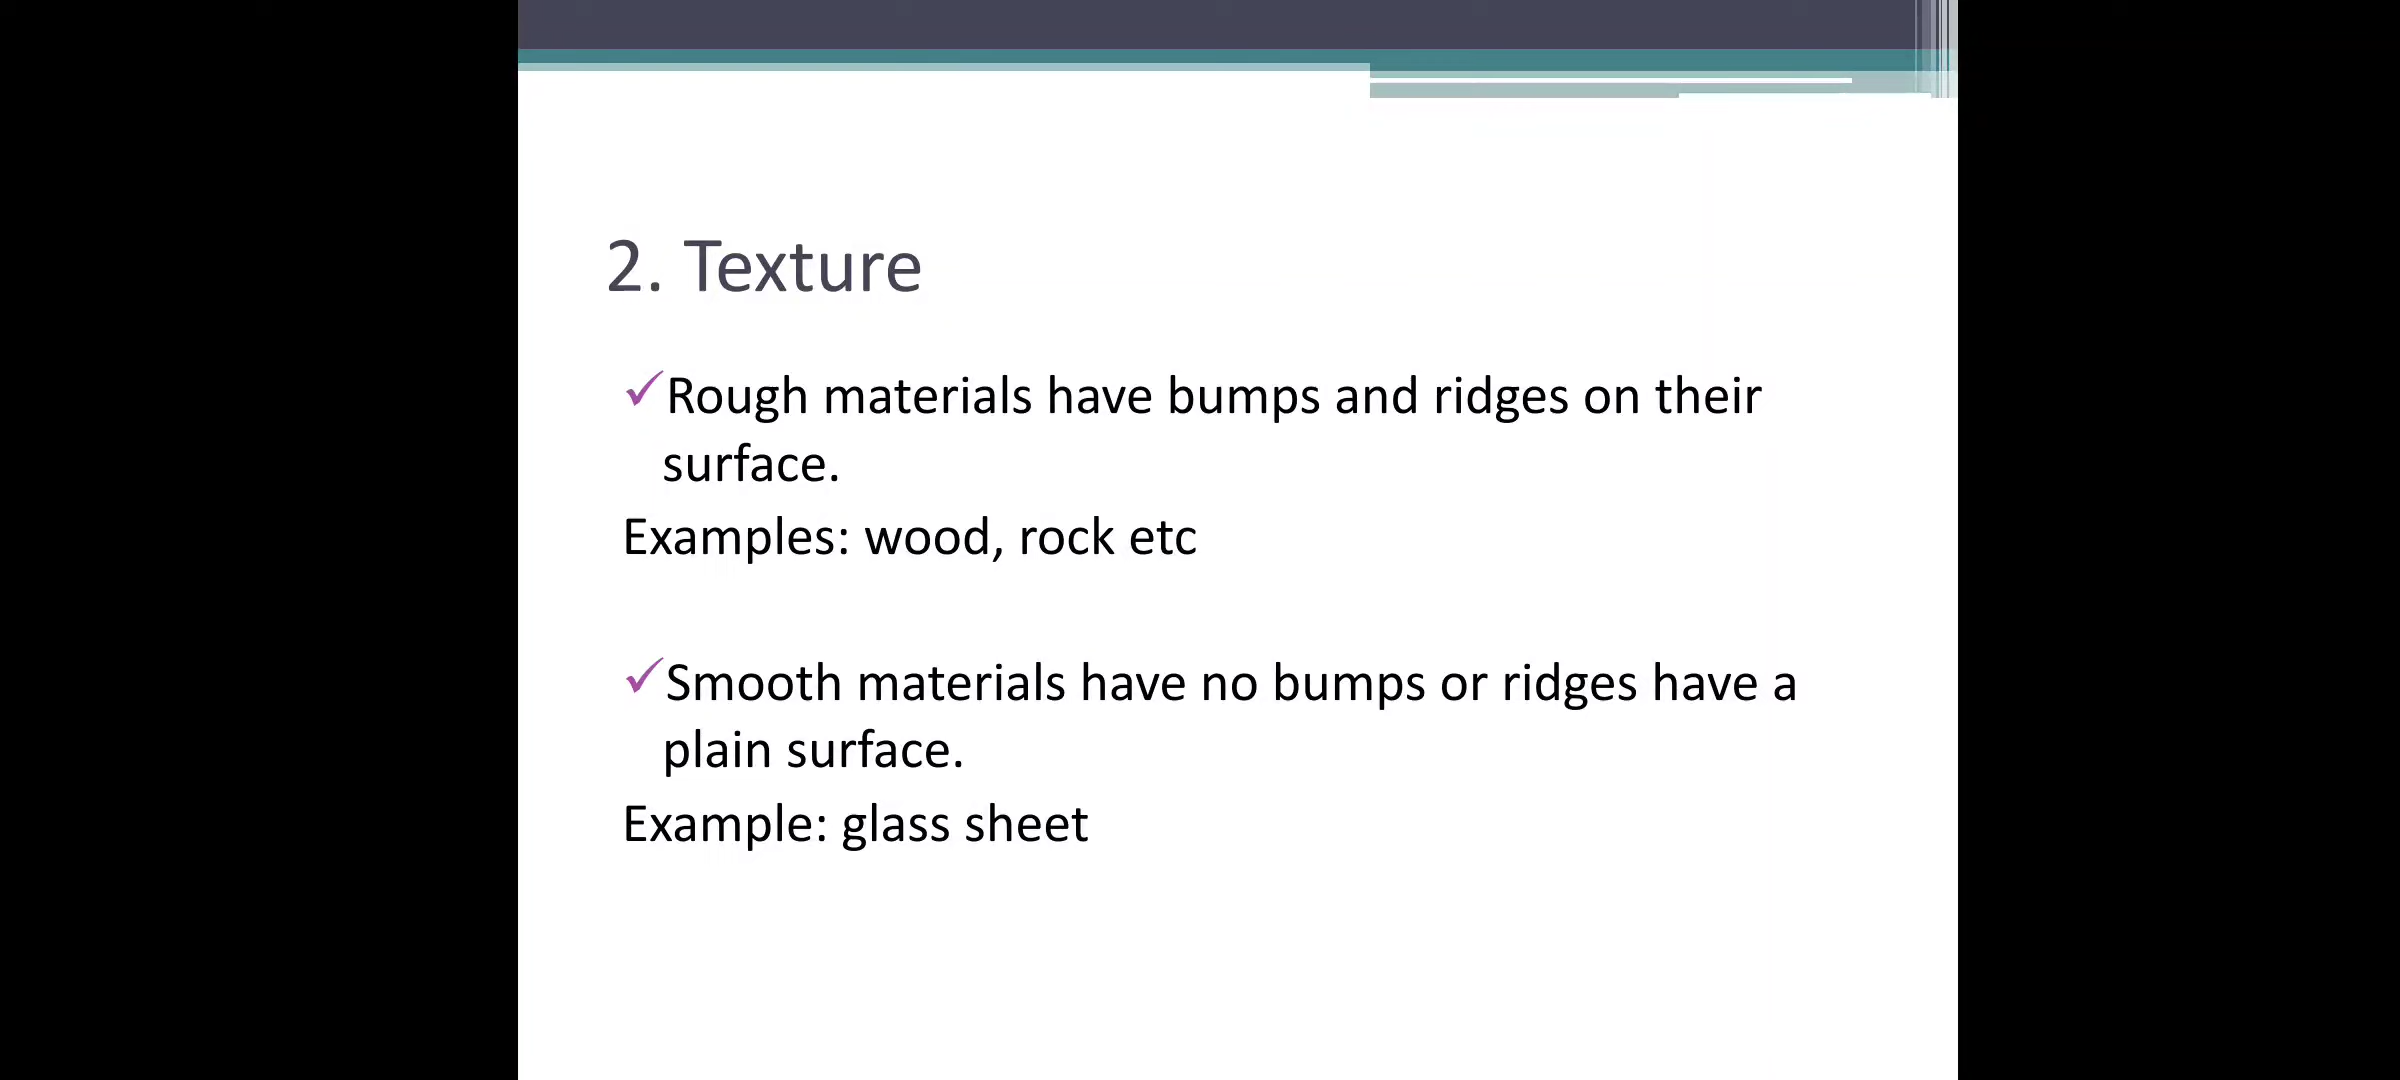 2. Texture
✓Rough materials have bumps and ridges on their
surface.
Examples: wood, rock etc
✓Smooth materials have no bumps or ridges have a
plain surface.
Example: glass sheet